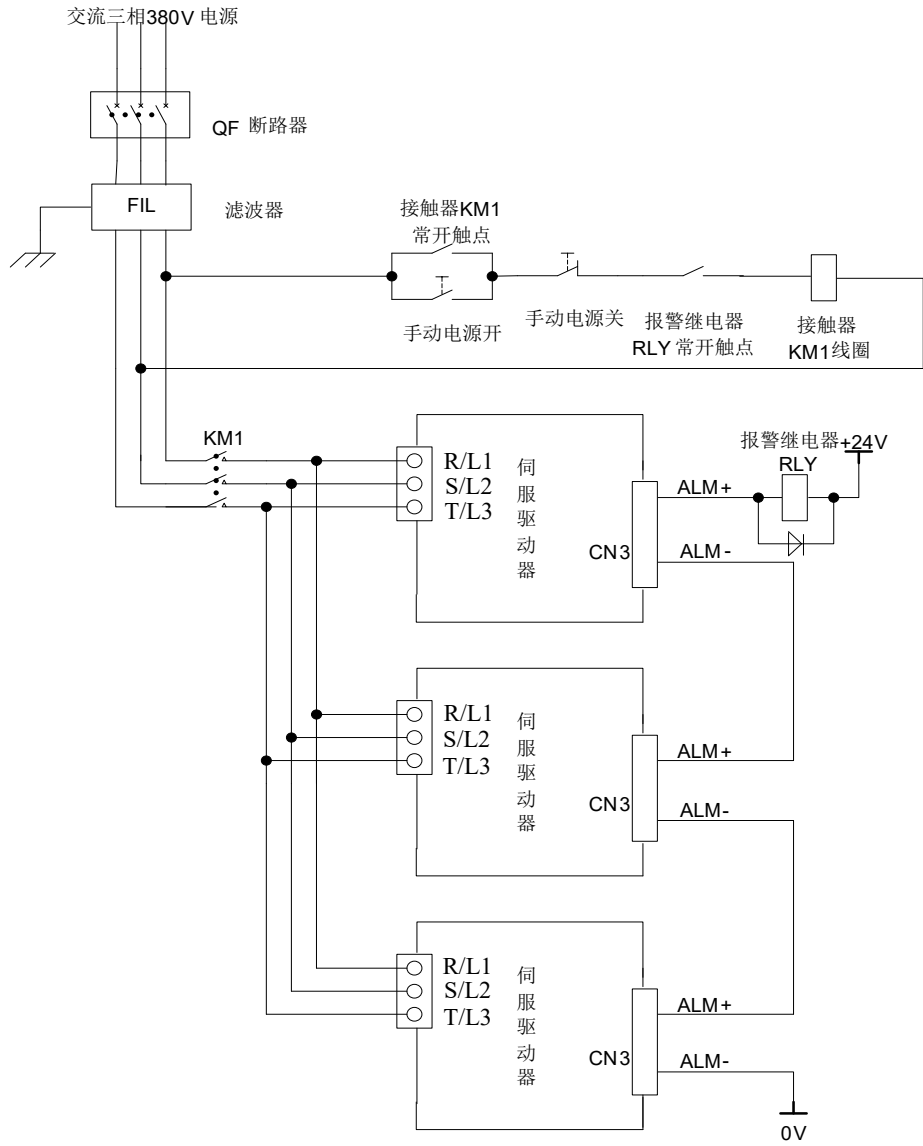 交流三相380V 电源
QF 断路器
FIL
滤波器
接触器KM1
常开触点
手动电源开
手动电源关
报警继电器
RLY 常开触点
接触器
KM1线圈
KM1
R/L1
S/L2
T/L3
伺服驱动器
CN3
ALM+
ALM-
报警继电器+24V
RLY
R/L1
S/L2
T/L3
伺服驱动器
CN3
ALM+
ALM-
R/L1
S/L2
T/L3
伺服驱动器
CN3
ALM+
ALM-
0V